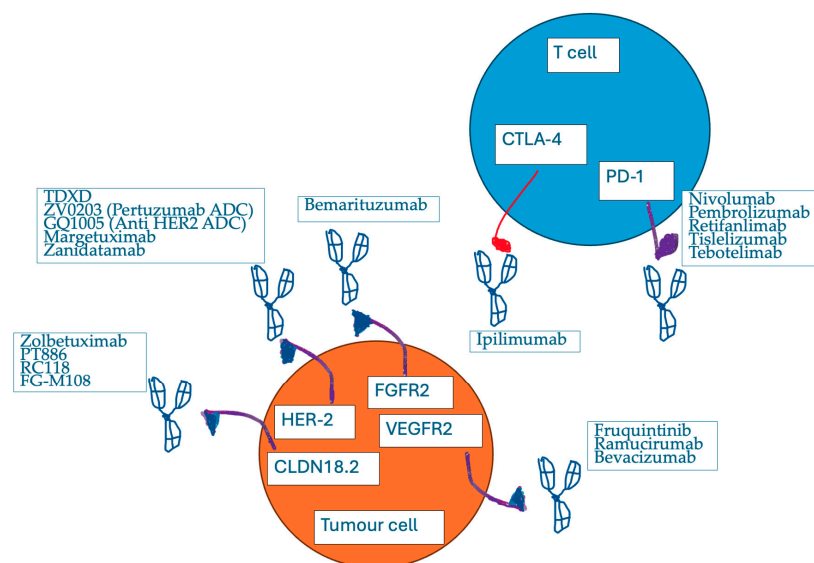 T cell
CTLA-4
PD-1
TDXD
ZV0203 (Pertuzumab ADC)
GQ1005 (Anti HER2 ADC)
Margetuximab
Zanidatamab
Bemarituzumab
Nivolumab
Pembrolizumab
Retifanlimab
Tislelizumab
Tebotelimab
Ipilimumab
Zolbetuximab
PT886
RC118
FG-M108
FGFR2
HER-2
VEGFR2
CLDN18.2
Fruquintinib
Ramucirumab
Bevacizumab
Tumour cell